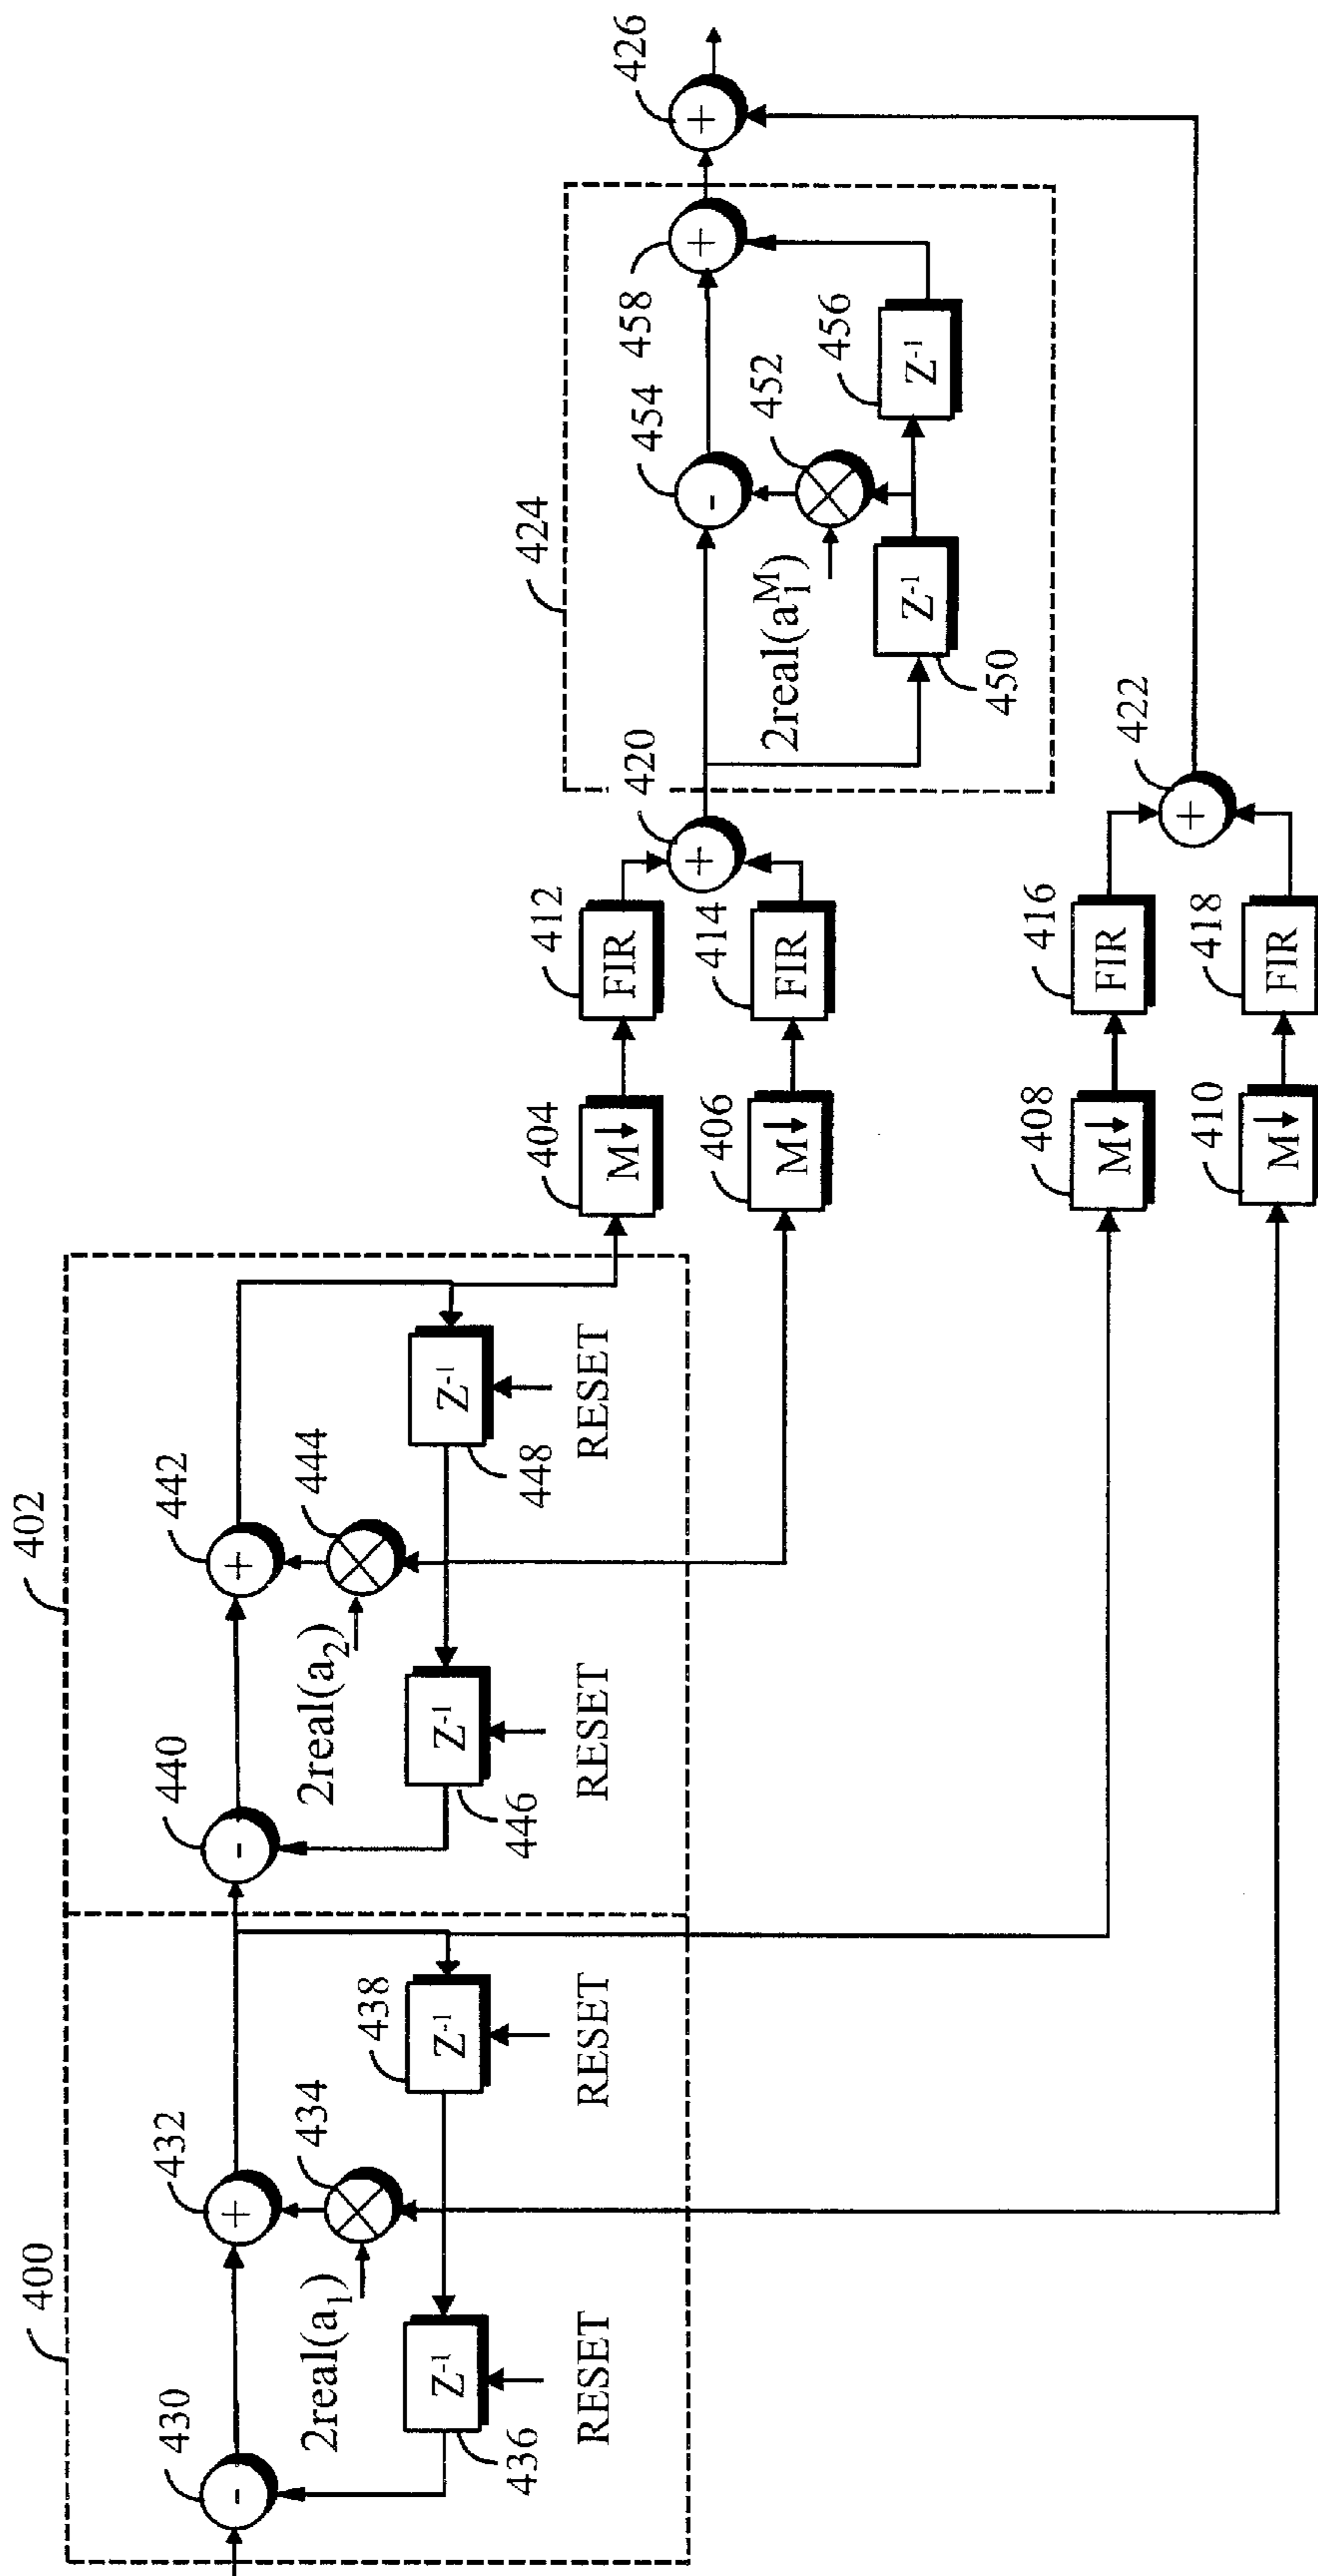 400
430
-
432
+
2real(a1)
434
436
Z-1
RESET
438
Z-1
RESET
402
440
-
442
+
2real(a2)
444
446
Z-1
RESET
448
Z-1
RESET
404
M↓
412
FIR
406
M↓
414
FIR
420
+
408
M↓
416
FIR
410
M↓
418
FIR
422
+
424
454
-
458
+
2real(a1M)
452
450
Z-1
456
Z-1
426
+